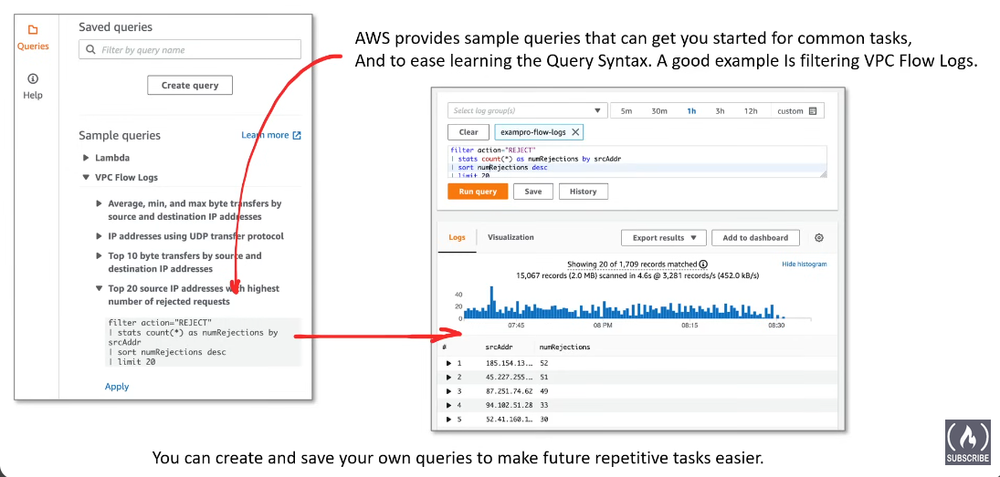 Queries
Help
Saved queries
Filter by query name
Create query
Sample queries
Learn more
Lambda
VPC Flow Logs
Average, min, and max byte transfers by
source and destination IP addresses
IP addresses using UDP transfer protocol
Top 10 byte transfers by source and
destination IP addresses
Top 20 source IP addresses with highest
number of rejected requests
filter action="REJECT"
| stats count(*) as numRejections by
srcAddr
| sort numRejections desc
| limit 20
Apply
AWS provides sample queries that can get you started for common tasks,
And to ease learning the Query Syntax. A good example Is filtering VPC Flow Logs.
Select log group(s)
5m 30m 1h 3h 12h custom
Clear
exampro-flow-logs
filter action="REJECT"
| stats count(*) as numRejections by srcAddr
| sort numRejections desc
| limit 20
Run query Save History
Logs Visualization Export results Add to dashboard
Showing 20 of 1,709 records matched
Hide histogram
15,067 records (2.0 MB) scanned in 4.6s @ 3,281 records/s (452.0 kB/s)
40
20
0
07:45 08 PM 08:15 08:30
# srcAddr numRejections
1 185.154.13... 52
2 45.227.255... 51
3 87.251.74.62 49
4 94.102.51.28 33
5 52.41.160.1... 30
You can create and save your own queries to make future repetitive tasks easier.
SUBSCRIBE